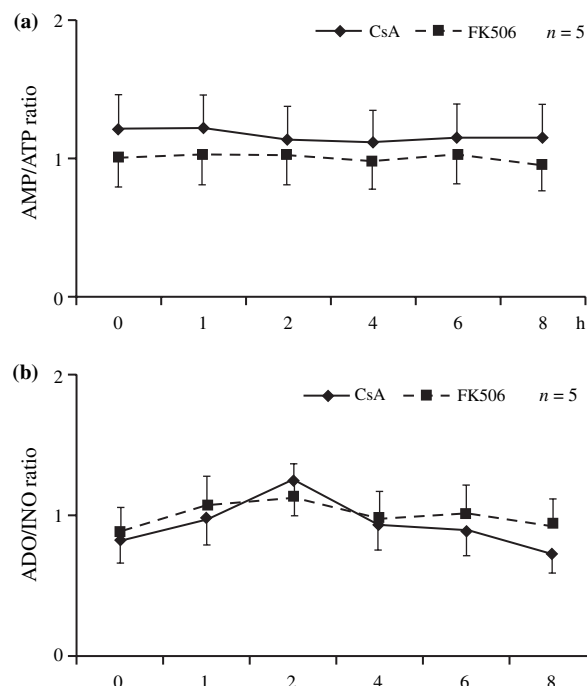 (a)
2
CsA FK506 n = 5
AMP/ATP ratio
1
0
0 1 2 4 6 8 h
(b)
2
CsA FK506 n = 5
ADO/INO ratio
1
0
0 1 2 4 6 8